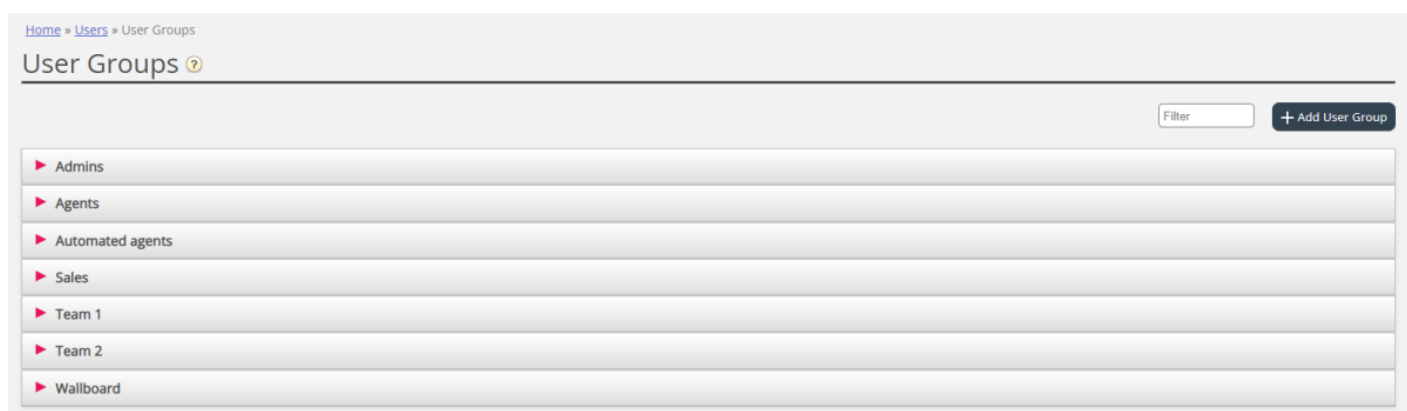 Home » Users » User Groups
User Groups ?
Filter
+ Add User Group
Admins
Agents
Automated agents
Sales
Team 1
Team 2
Wallboard